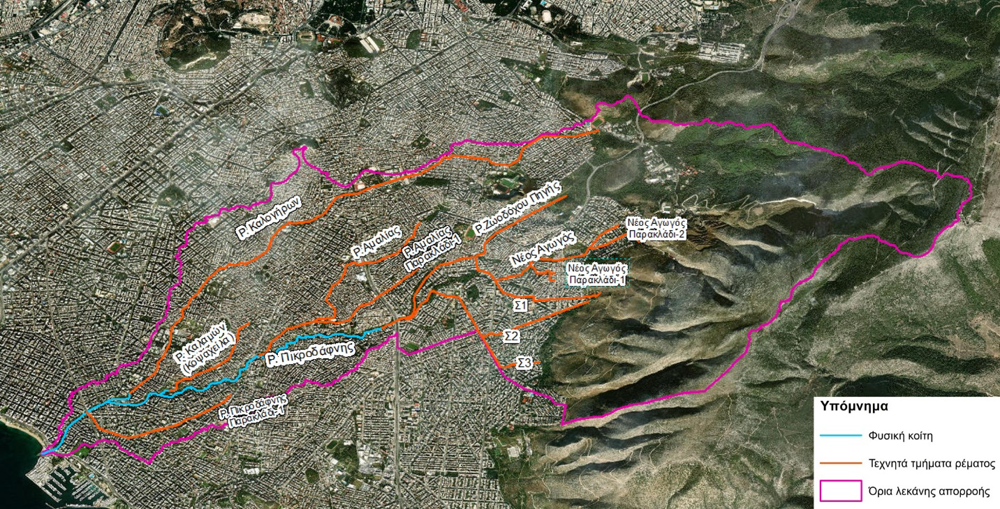 Ρ. Καλογήρων
Ρ. Αμαλίας
Ρ. Αμαλίας
Παρακλάδι-1
Ρ. Ζωοδόχου Πηγής
Νέος Αγωγός
Νέος Αγωγός
Παρακλάδι-2
Νέος Αγωγός
Παρακλάδι-1
Σ1
Σ2
Σ3
Ρ. Καλαμών
(κοψαχείλα)
Ρ. Πικροδάφνης
Ρ. Πικροδάφνης
Παρακλάδι-1
Υπόμνημα
Φυσική κοίτη
Τεχνητά τμήματα ρέματος
Όρια λεκάνης απορροής